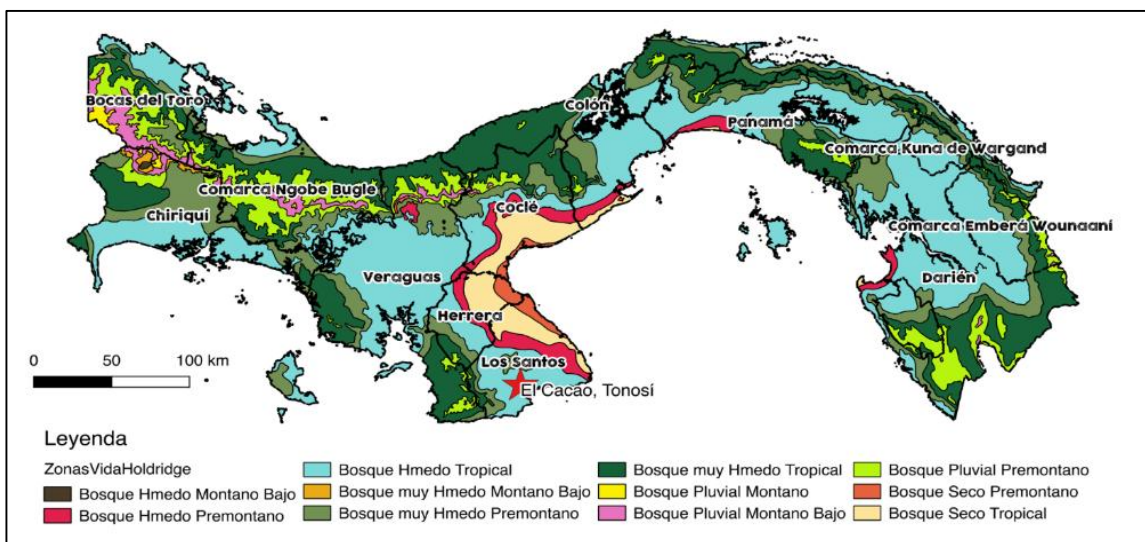 Bocas del Toro
Colón
Panamá
Comarca Kuna de Wargand
Comarca Ngobe Bugle
Chiriquí
Coclé
Comarca Emberá Wounaaní
Veraguas
Darién
Herrera
0 50 100 km
Los Santos
El Cacao, Tonosí
Leyenda
ZonasVidaHoldridge
Bosque Hmedo Montano Bajo
Bosque Hmedo Premontano
Bosque Hmedo Tropical
Bosque muy Hmedo Montano Bajo
Bosque muy Hmedo Premontano
Bosque muy Hmedo Tropical
Bosque Pluvial Montano
Bosque Pluvial Montano Bajo
Bosque Pluvial Premontano
Bosque Seco Premontano
Bosque Seco Tropical